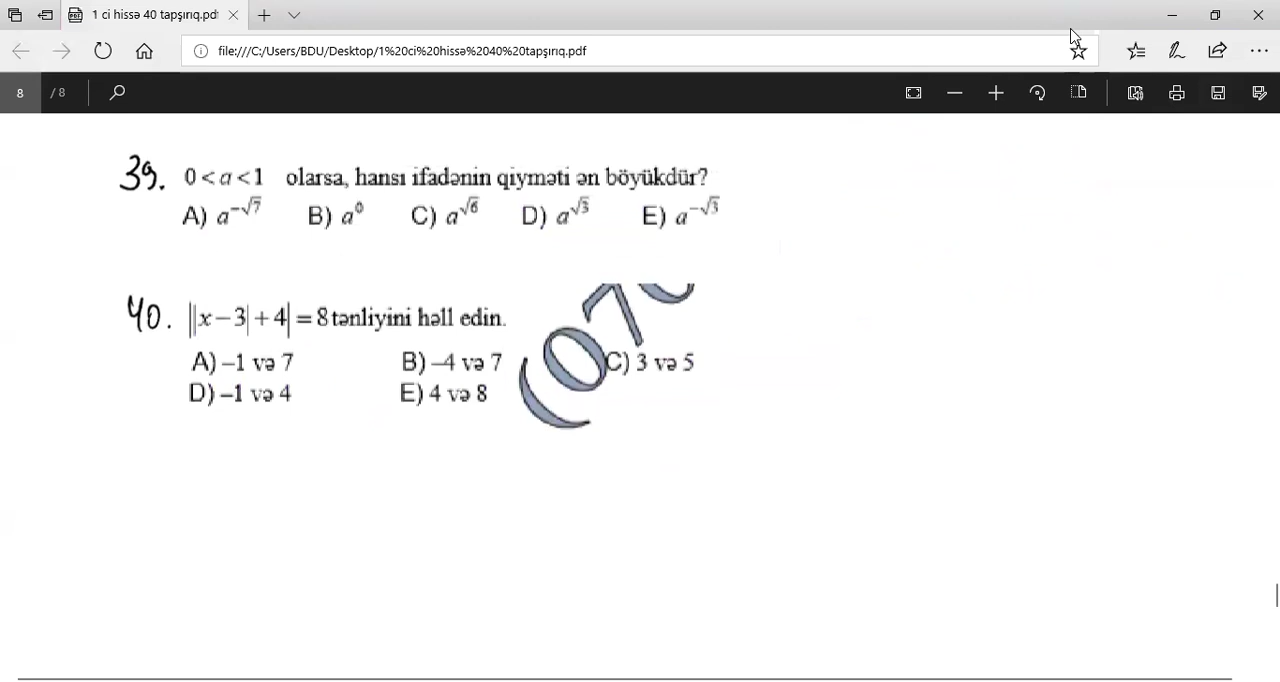 1 ci hissə 40 tapşırıq.pdf
file:///C:/Users/BDU/Desktop/1%20ci%20hissə%2040%20tapşırıq.pdf
8 / 8
39. 0 < a < 1 olarsa, hansı ifadənin qiyməti ən böyükdür?
A) a^{-√7} B) a^0 C) a^{√6} D) a^{√3} E) a^{-√3}
40. ||x − 3| + 4| = 8 tənliyini həll edin.
A) –1 və 7 B) –4 və 7 C) 3 və 5
D) –1 və 4 E) 4 və 8
(07